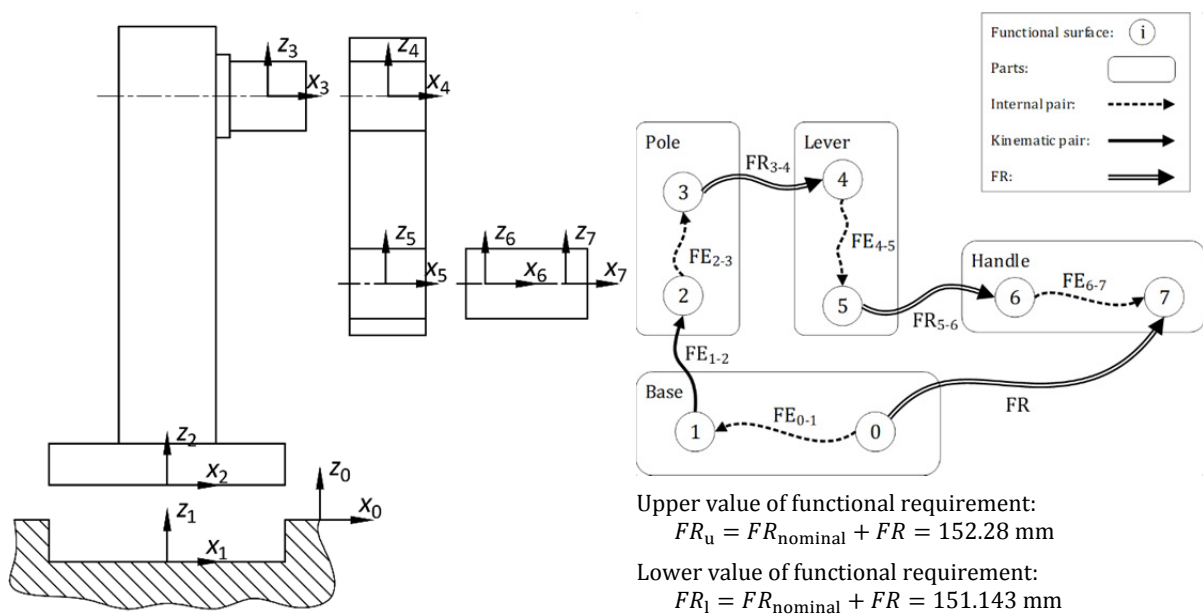 z₃
x₃
z₄
x₄
z₅
x₅
z₆
x₆
z₇
x₇
z₂
x₂
z₀
x₀
z₁
x₁
Functional surface: i
Parts:
Internal pair:
Kinematic pair:
FR:
Pole
Lever
FR₃₋₄
3
4
FE₂₋₃
FE₄₋₅
Handle
2
5
6
FE₆₋₇
7
FR₅₋₆
FE₁₋₂
Base
FE₀₋₁
FR
1
0
Upper value of functional requirement:
FRᵤ = FRnominal + FR = 152.28 mm
Lower value of functional requirement:
FRₗ = FRnominal + FR = 151.143 mm